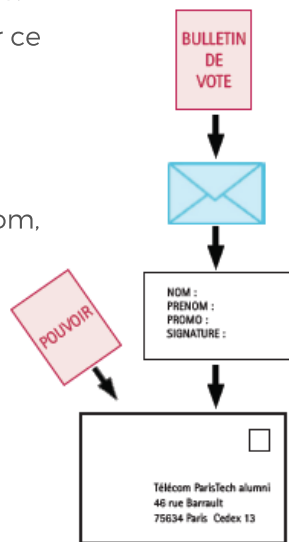 r ce
BULLETIN
DE
VOTE
om,
NOM :
PRENOM :
PROMO :
SIGNATURE :
POUVOIR
Télécom ParisTech alumni
46 rue Barrault
75634 Paris Cedex 13